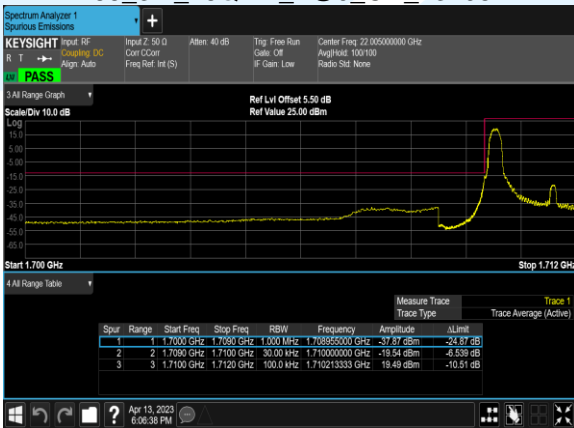 Spectrum Analyzer 1
Spurious Emissions
+
KEYSIGHT Input: RF Input Z: 50 Ω Atten: 40 dB Trig: Free Run Center Freq: 22.005000000 GHz
R T Coupling: DC Corr CCorr Gate: Off Avg|Hold: 100/100
Align: Auto Freq Ref: Int (S) IF Gain: Low Radio Std: None
PASS
3 All Range Graph
Ref Lvl Offset 5.50 dB
Scale/Div 10.0 dB Ref Value 25.00 dBm
Log
15.0
5.00
-5.00
-15.0
-25.0
-35.0
-45.0
-55.0
-65.0
Start 1.700 GHz Stop 1.712 GHz
4 All Range Table
Measure Trace Trace 1
Trace Type Trace Average (Active)
Spur Range Start Freq Stop Freq RBW Frequency Amplitude ΔLimit
1 1 1.7000 GHz 1.7090 GHz 1.000 MHz 1.708955000 GHz -37.87 dBm -24.87 dB
2 2 1.7090 GHz 1.7100 GHz 30.00 kHz 1.710000000 GHz -19.54 dBm -6.539 dB
3 3 1.7100 GHz 1.7120 GHz 100.0 kHz 1.710213333 GHz 19.49 dBm -10.51 dB
? Apr 13, 2023
6:06:38 PM